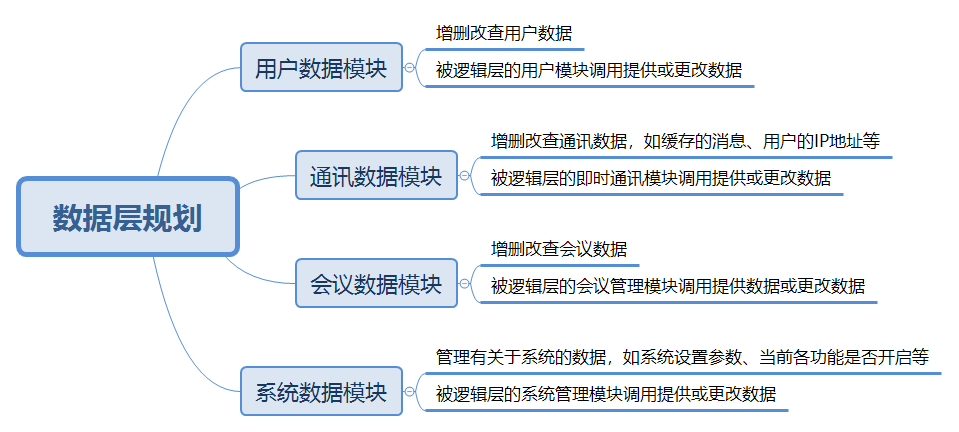 数据层规划
用户数据模块
增删改查用户数据
被逻辑层的用户模块调用提供或更改数据
通讯数据模块
增删改查通讯数据，如缓存的消息、用户的IP地址等
被逻辑层的即时通讯模块调用提供或更改数据
会议数据模块
增删改查会议数据
被逻辑层的会议管理模块调用提供数据或更改数据
系统数据模块
管理有关于系统的数据，如系统设置参数、当前各功能是否开启等
被逻辑层的系统管理模块调用提供或更改数据